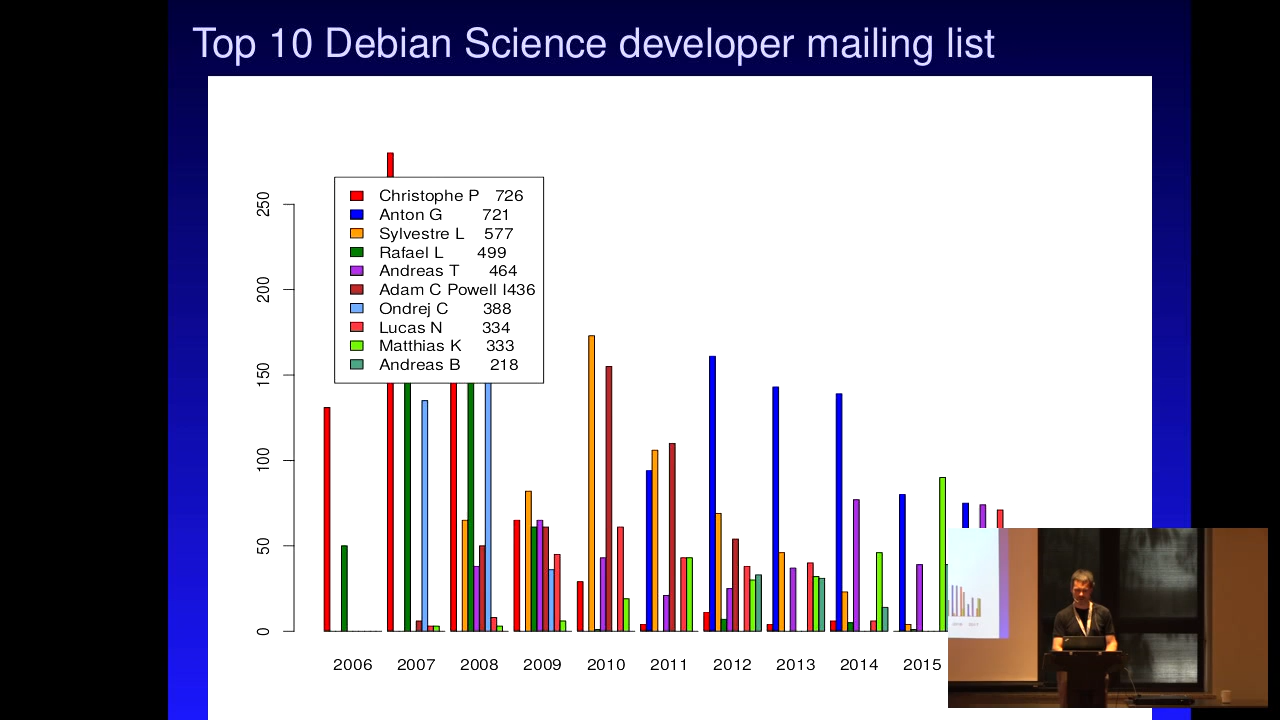 Top 10 Debian Science developer mailing list
Christophe P 726
Anton G 721
Sylvestre L 577
Rafael L 499
Andreas T 464
Adam C Powell I436
Ondrej C 388
Lucas N 334
Matthias K 333
Andreas B 218
250
200
150
100
50
0
2006 2007 2008 2009 2010 2011 2012 2013 2014 2015